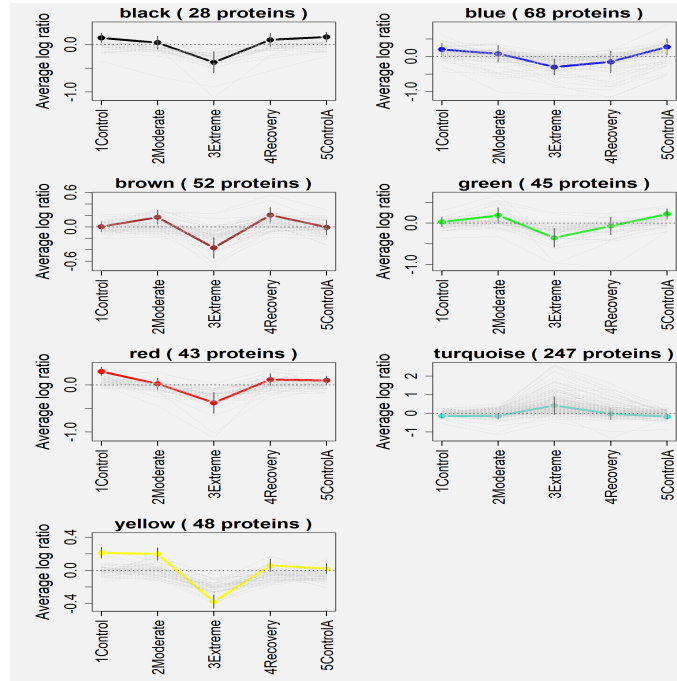 black ( 28 proteins )
Average log ratio
0.0
-1.0
1Control
2Moderate
3Extreme
4Recovery
5ControlA
blue ( 68 proteins )
Average log ratio
0.0
-1.0
1Control
2Moderate
3Extreme
4Recovery
5ControlA
brown ( 52 proteins )
Average log ratio
0.6
0.0
-0.6
1Control
2Moderate
3Extreme
4Recovery
5ControlA
green ( 45 proteins )
Average log ratio
0.0
-1.0
1Control
2Moderate
3Extreme
4Recovery
5ControlA
red ( 43 proteins )
Average log ratio
0.0
-1.0
1Control
2Moderate
3Extreme
4Recovery
5ControlA
turquoise ( 247 proteins )
Average log ratio
2
1
0
-1
1Control
2Moderate
3Extreme
4Recovery
5ControlA
yellow ( 48 proteins )
Average log ratio
0.4
0.0
-0.4
1Control
2Moderate
3Extreme
4Recovery
5ControlA